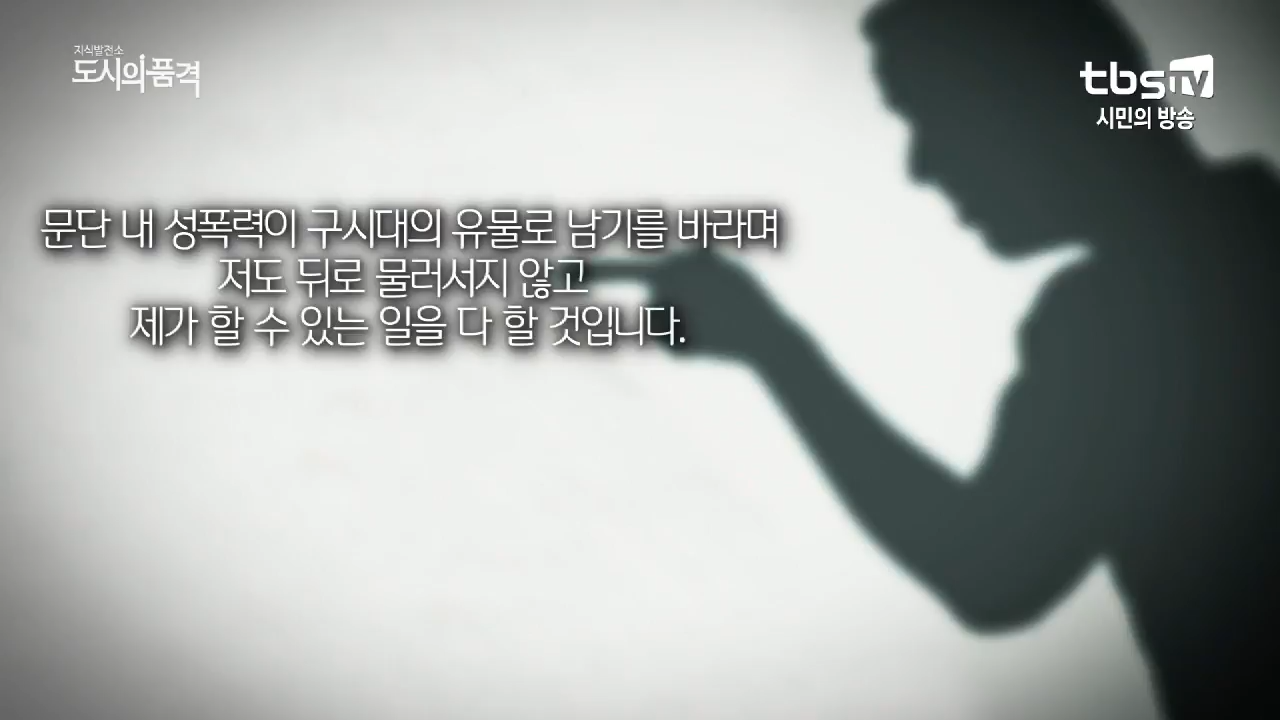 지식발전소
도시의 품격
tbs TV
시민의 방송
문단 내 성폭력이 구시대의 유물로 남기를 바라며
저도 뒤로 물러서지 않고
제가 할 수 있는 일을 다 할 것입니다.